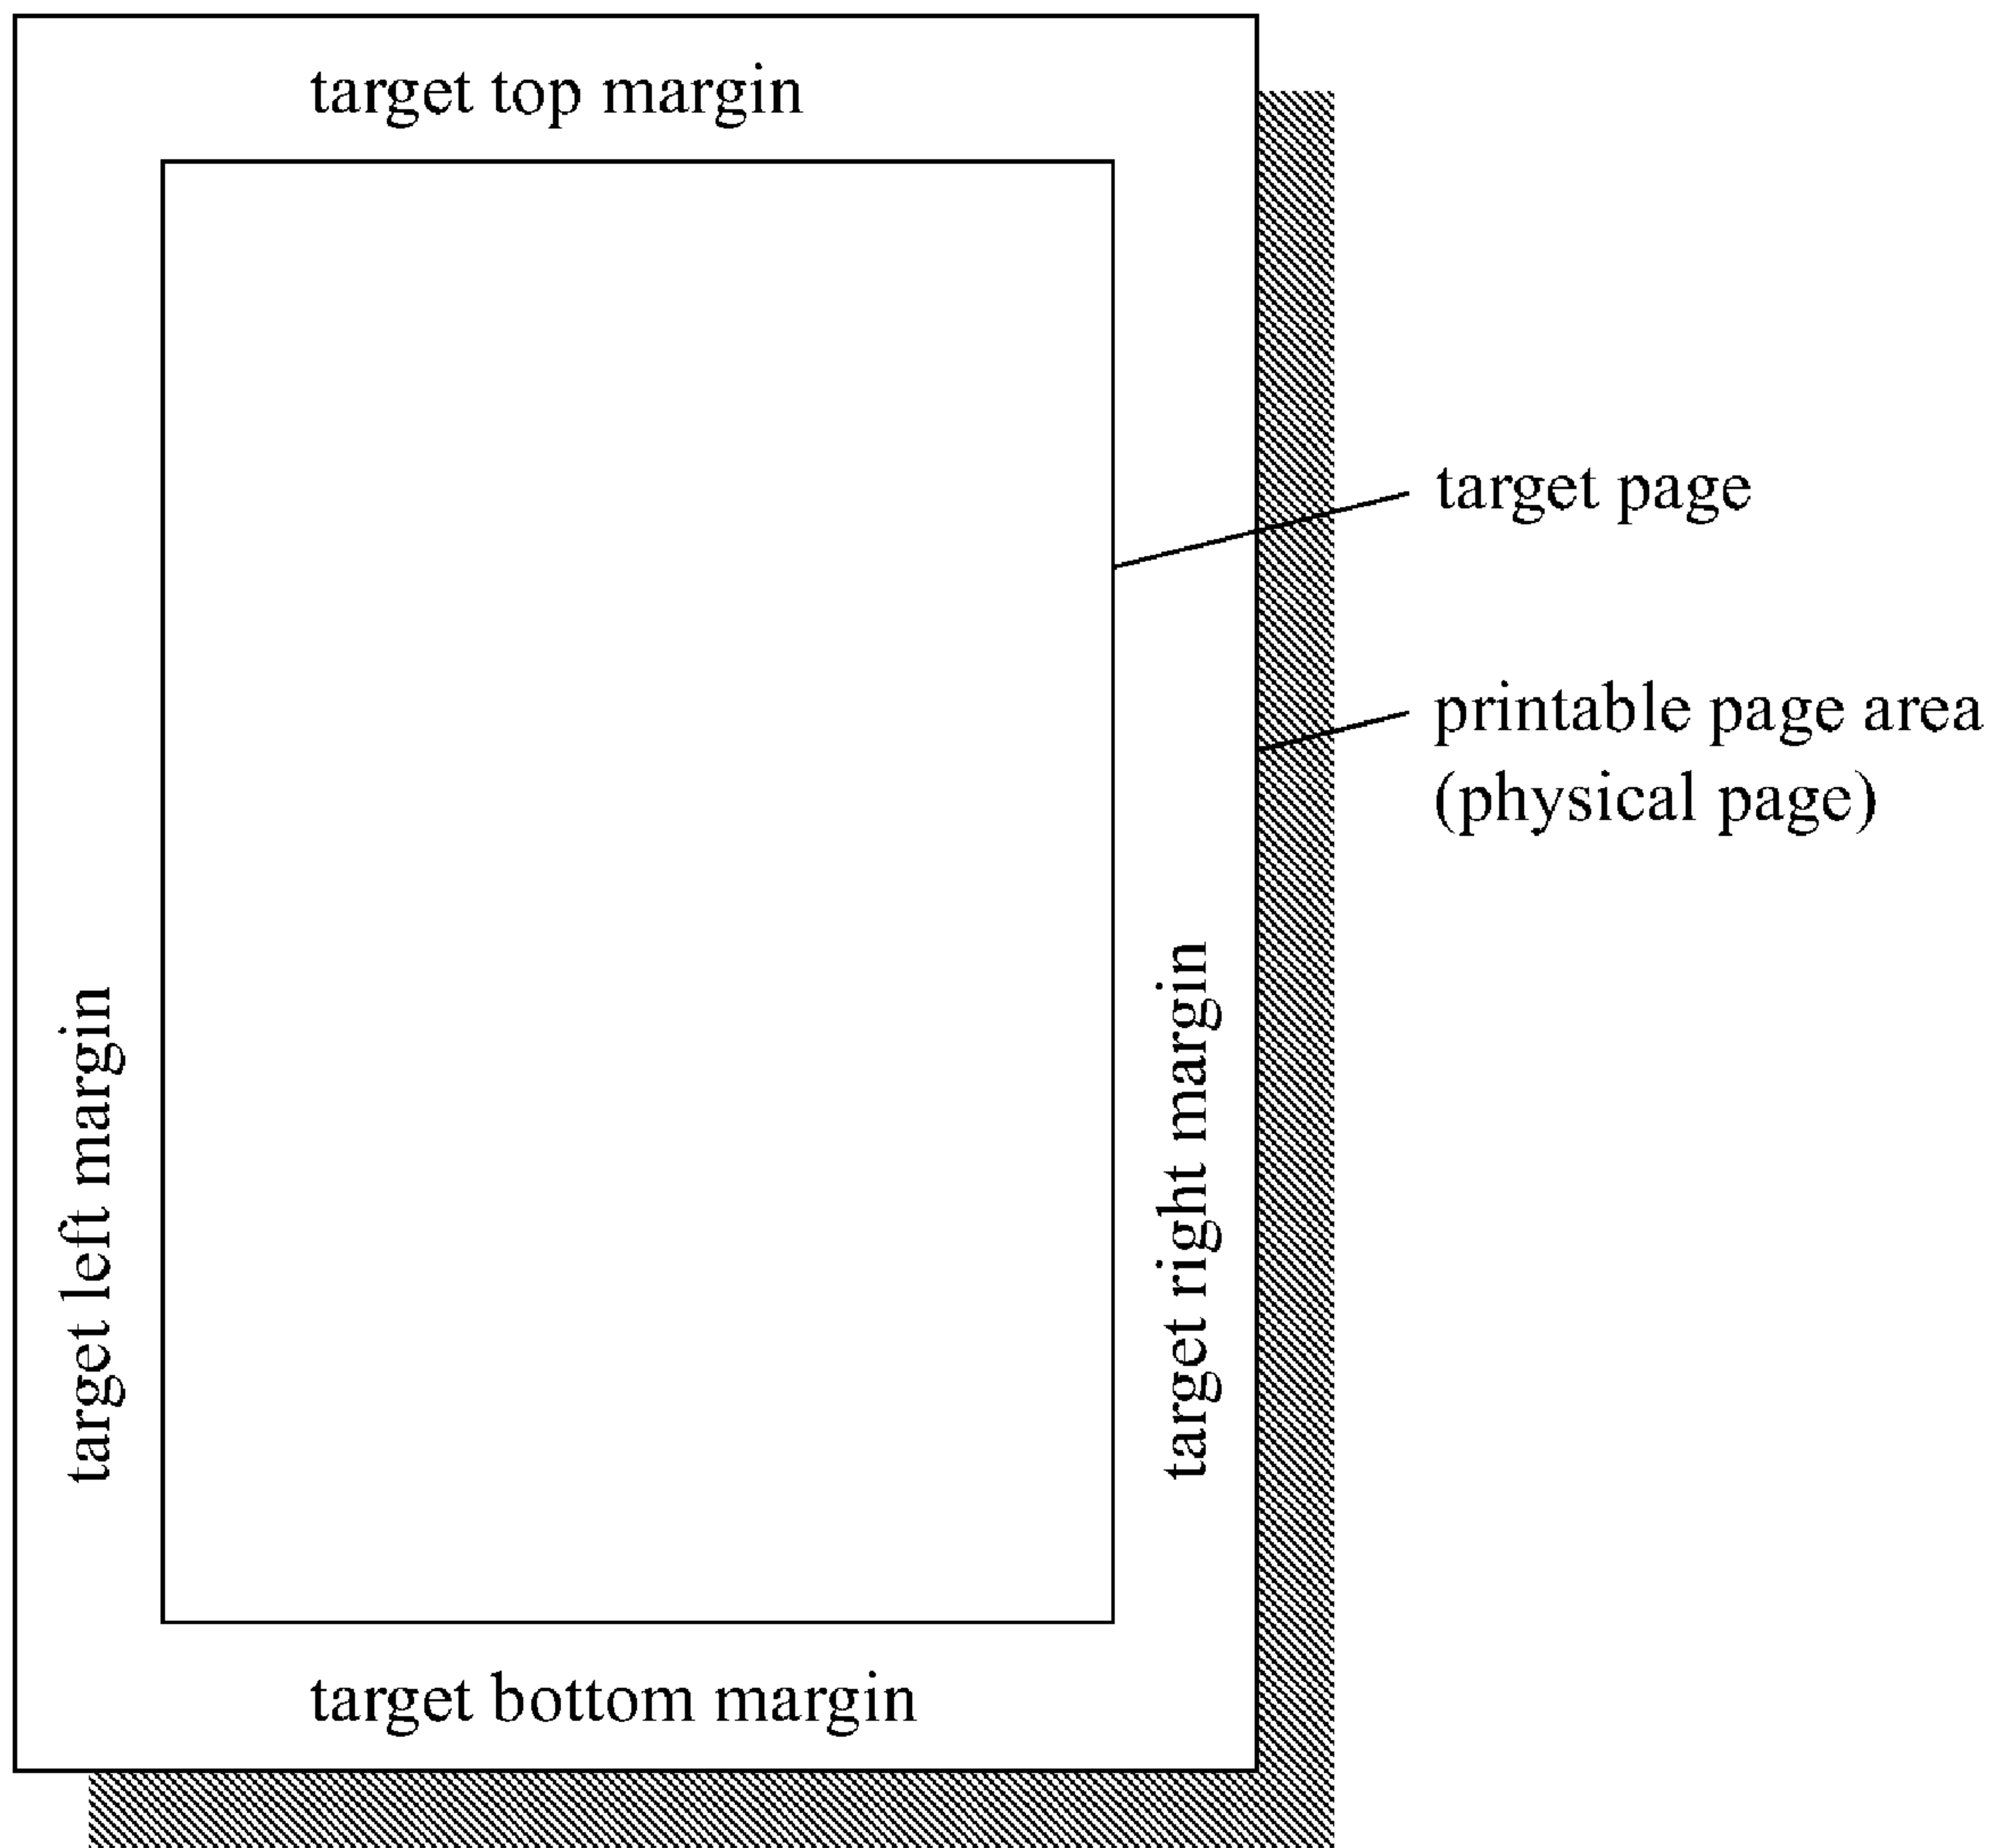 target top margin
target page
printable page area
(physical page)
target left margin
target right margin
target bottom margin